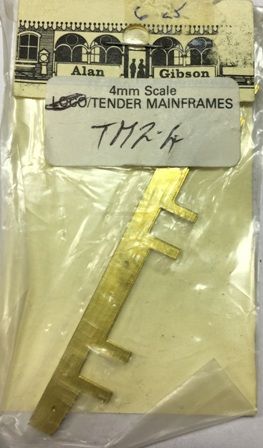 6-25
Alan Gibson
4mm Scale
LOCO/TENDER MAINFRAMES
TM2-4